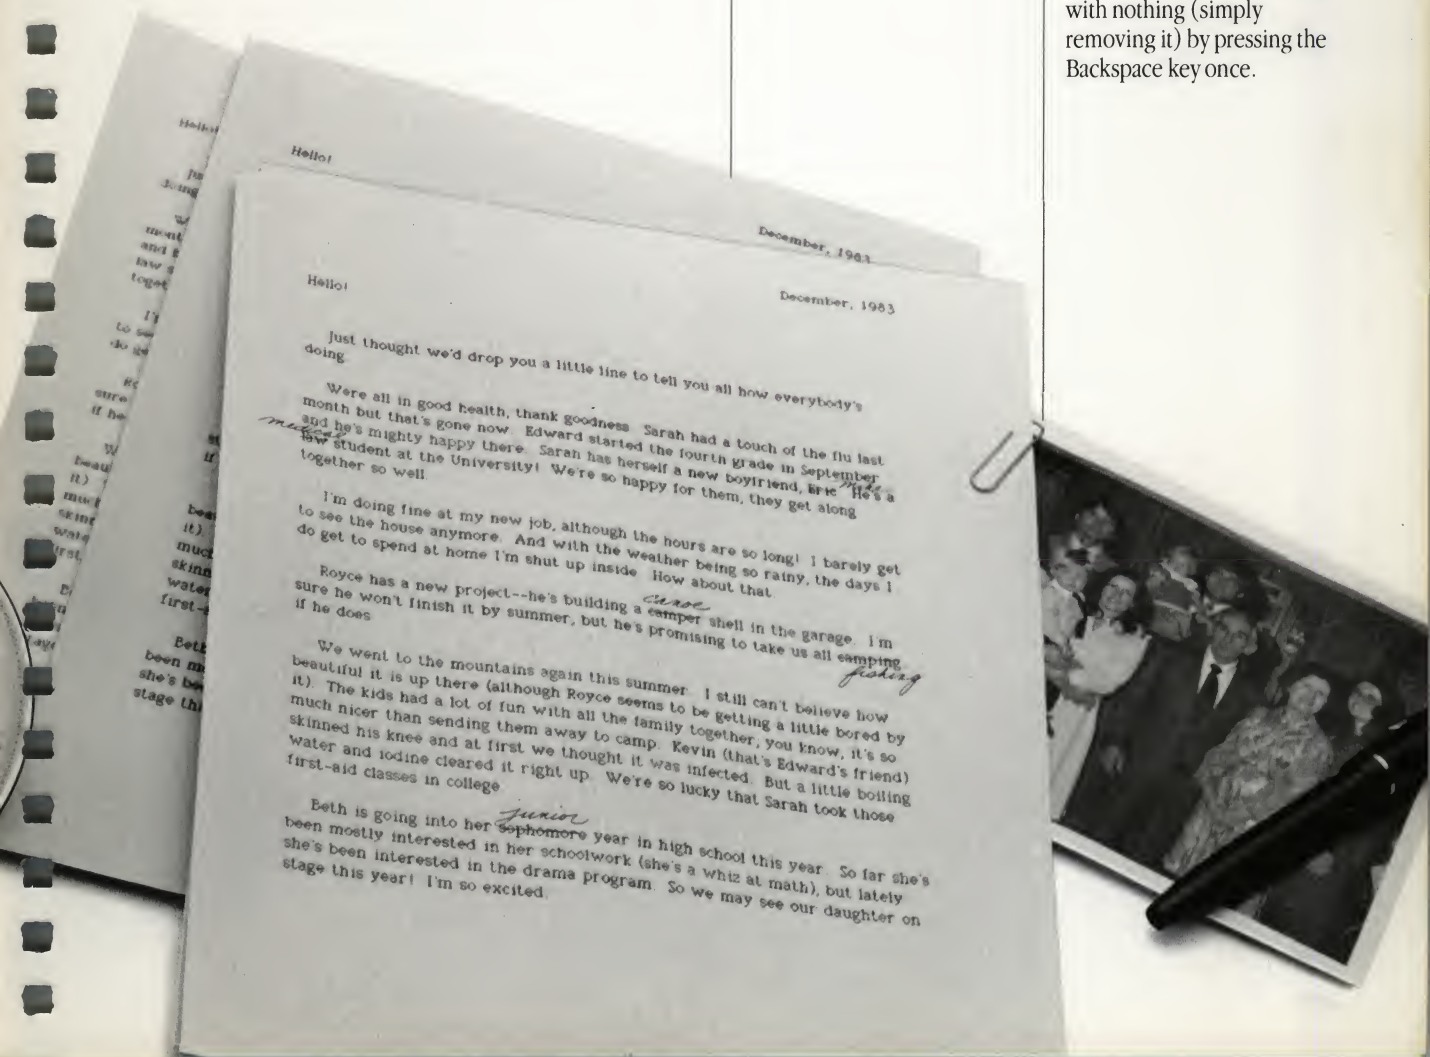 with nothing (simply
removing it) by pressing the
Backspace key once.
Hello!
Hello!
December, 1983
Hello!
December, 1983
Just thought we'd drop you a little line to tell you all how everybody's
doing.
Were all in good health, thank goodness. Sarah had a touch of the flu last
month but that's gone now. Edward started the fourth grade in September
and he's mighty happy there. Sarah has herself a new boyfriend, Eric Mike. He's a
medical
law student at the University! We're so happy for them, they get along
together so well.
I'm doing fine at my new job, although the hours are so long! I barely get
to see the house anymore. And with the weather being so rainy, the days I
do get to spend at home I'm shut up inside. How about that.
canoe
Royce has a new project--he's building a camper shell in the garage. I'm
sure he won't finish it by summer, but he's promising to take us all camping
fishing
if he does.
We went to the mountains again this summer. I still can't believe how
beautiful it is up there (although Royce seems to be getting a little bored by
it). The kids had a lot of fun with all the family together, you know, it's so
much nicer than sending them away to camp. Kevin (that's Edward's friend)
skinned his knee and at first we thought it was infected. But a little boiling
water and iodine cleared it right up. We're so lucky that Sarah took those
first-aid classes in college.
junior
Beth is going into her sophomore year in high school this year. So far she's
been mostly interested in her schoolwork (she's a whiz at math), but lately
she's been interested in the drama program. So we may see our daughter on
stage this year! I'm so excited.